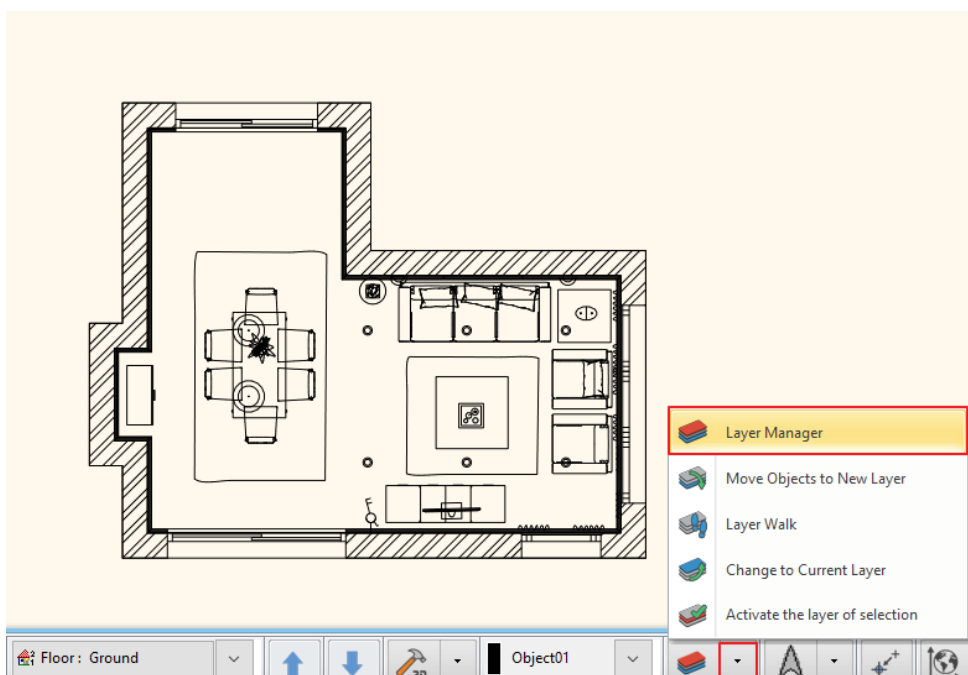 Layer Manager
Move Objects to New Layer
Layer Walk
Change to Current Layer
Activate the layer of selection
Floor : Ground
Object01